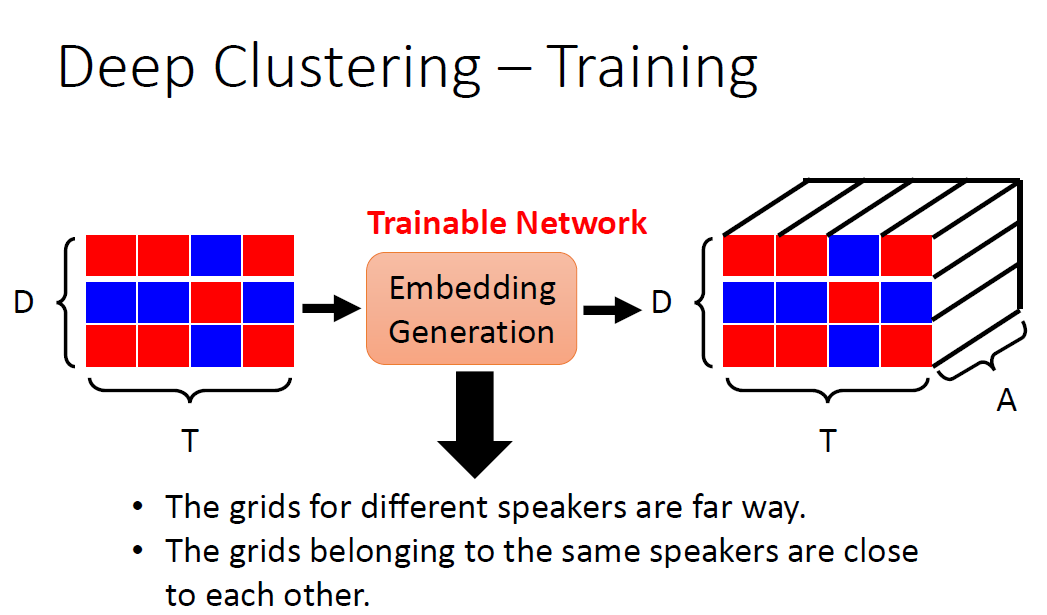 Deep Clustering – Training
Trainable Network
Embedding
Generation
D
T
D
T
A
• The grids for different speakers are far way.
• The grids belonging to the same speakers are close
to each other.